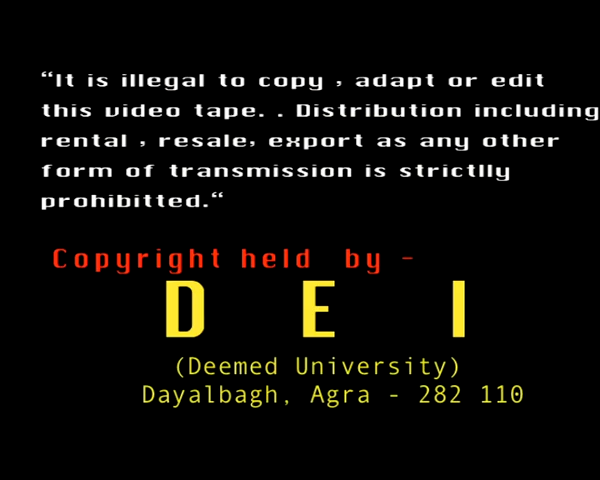 “It is illegal to copy , adapt or edit
this video tape. . Distribution including
rental , resale, export as any other
form of transmission is strictlly
prohibitted.“
Copyright held by -
D E I
(Deemed University)
Dayalbagh, Agra - 282 110